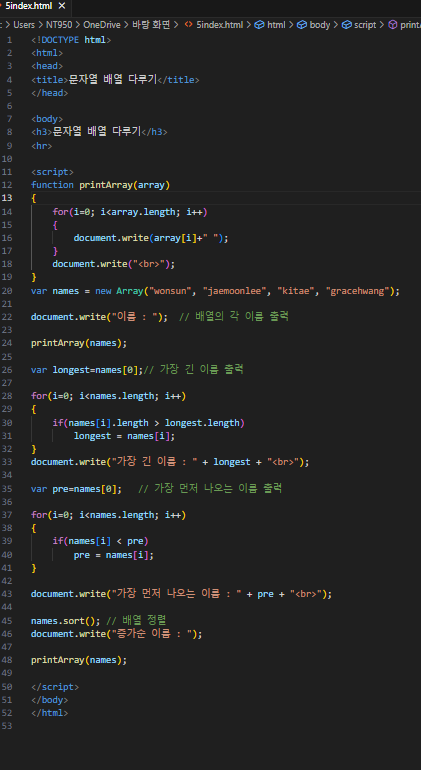 5index.html ×
: > Users > NT950 > OneDrive > 바탕 화면 > 5index.html > html > body > script > print
1 <!DOCTYPE html>
2 <html>
3 <head>
4 <title>문자열 배열 다루기</title>
5 </head>
6
7 <body>
8 <h3>문자열 배열 다루기</h3>
9 <hr>
10
11 <script>
12 function printArray(array)
13 {
14     for(i=0; i<array.length; i++)
15     {
16         document.write(array[i]+" ");
17     }
18     document.write("<br>");
19 }
20 var names = new Array("wonsun", "jaemoonlee", "kitae", "gracehwang");
21
22 document.write("이름 : ");  // 배열의 각 이름 출력
23
24 printArray(names);
25
26 var longest=names[0];// 가장 긴 이름 출력
27
28 for(i=0; i<names.length; i++)
29 {
30     if(names[i].length > longest.length)
31         longest = names[i];
32 }
33 document.write("가장 긴 이름 : " + longest + "<br>");
34
35 var pre=names[0];   // 가장 먼저 나오는 이름 출력
36
37 for(i=0; i<names.length; i++)
38 {
39     if(names[i] < pre)
40         pre = names[i];
41 }
42
43 document.write("가장 먼저 나오는 이름 : " + pre + "<br>");
44
45 names.sort(); // 배열 정렬
46 document.write("증가순 이름 : ");
47
48 printArray(names);
49
50 </script>
51 </body>
52 </html>
53